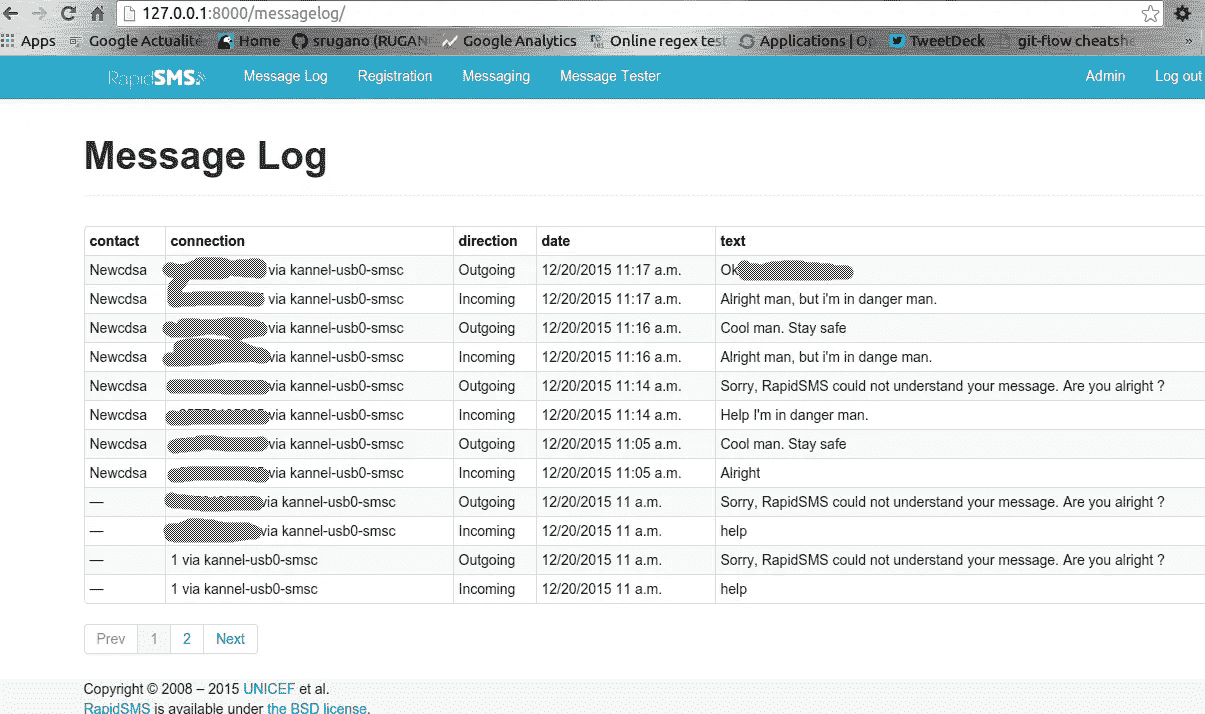 127.0.0.1:8000/messagelog/
Apps Google Actualité Home srugano (RUGAN Google Analytics Online regex test Applications | Op TweetDeck git-flow cheatshe »
RapidSMS Message Log Registration Messaging Message Tester Admin Log out
Message Log
contact connection direction date text
Newcdsa via kannel-usb0-smsc Outgoing 12/20/2015 11:17 a.m. Ok
Newcdsa via kannel-usb0-smsc Incoming 12/20/2015 11:17 a.m. Alright man, but i'm in danger man.
Newcdsa via kannel-usb0-smsc Outgoing 12/20/2015 11:16 a.m. Cool man. Stay safe
Newcdsa via kannel-usb0-smsc Incoming 12/20/2015 11:16 a.m. Alright man, but i'm in dange man.
Newcdsa via kannel-usb0-smsc Outgoing 12/20/2015 11:14 a.m. Sorry, RapidSMS could not understand your message. Are you alright ?
Newcdsa via kannel-usb0-smsc Incoming 12/20/2015 11:14 a.m. Help I'm in danger man.
Newcdsa via kannel-usb0-smsc Outgoing 12/20/2015 11:05 a.m. Cool man. Stay safe
Newcdsa via kannel-usb0-smsc Incoming 12/20/2015 11:05 a.m. Alright
— via kannel-usb0-smsc Outgoing 12/20/2015 11 a.m. Sorry, RapidSMS could not understand your message. Are you alright ?
— via kannel-usb0-smsc Incoming 12/20/2015 11 a.m. help
— 1 via kannel-usb0-smsc Outgoing 12/20/2015 11 a.m. Sorry, RapidSMS could not understand your message. Are you alright ?
— 1 via kannel-usb0-smsc Incoming 12/20/2015 11 a.m. help
Prev 1 2 Next
Copyright © 2008 – 2015 UNICEF et al.
RapidSMS is available under the BSD license.